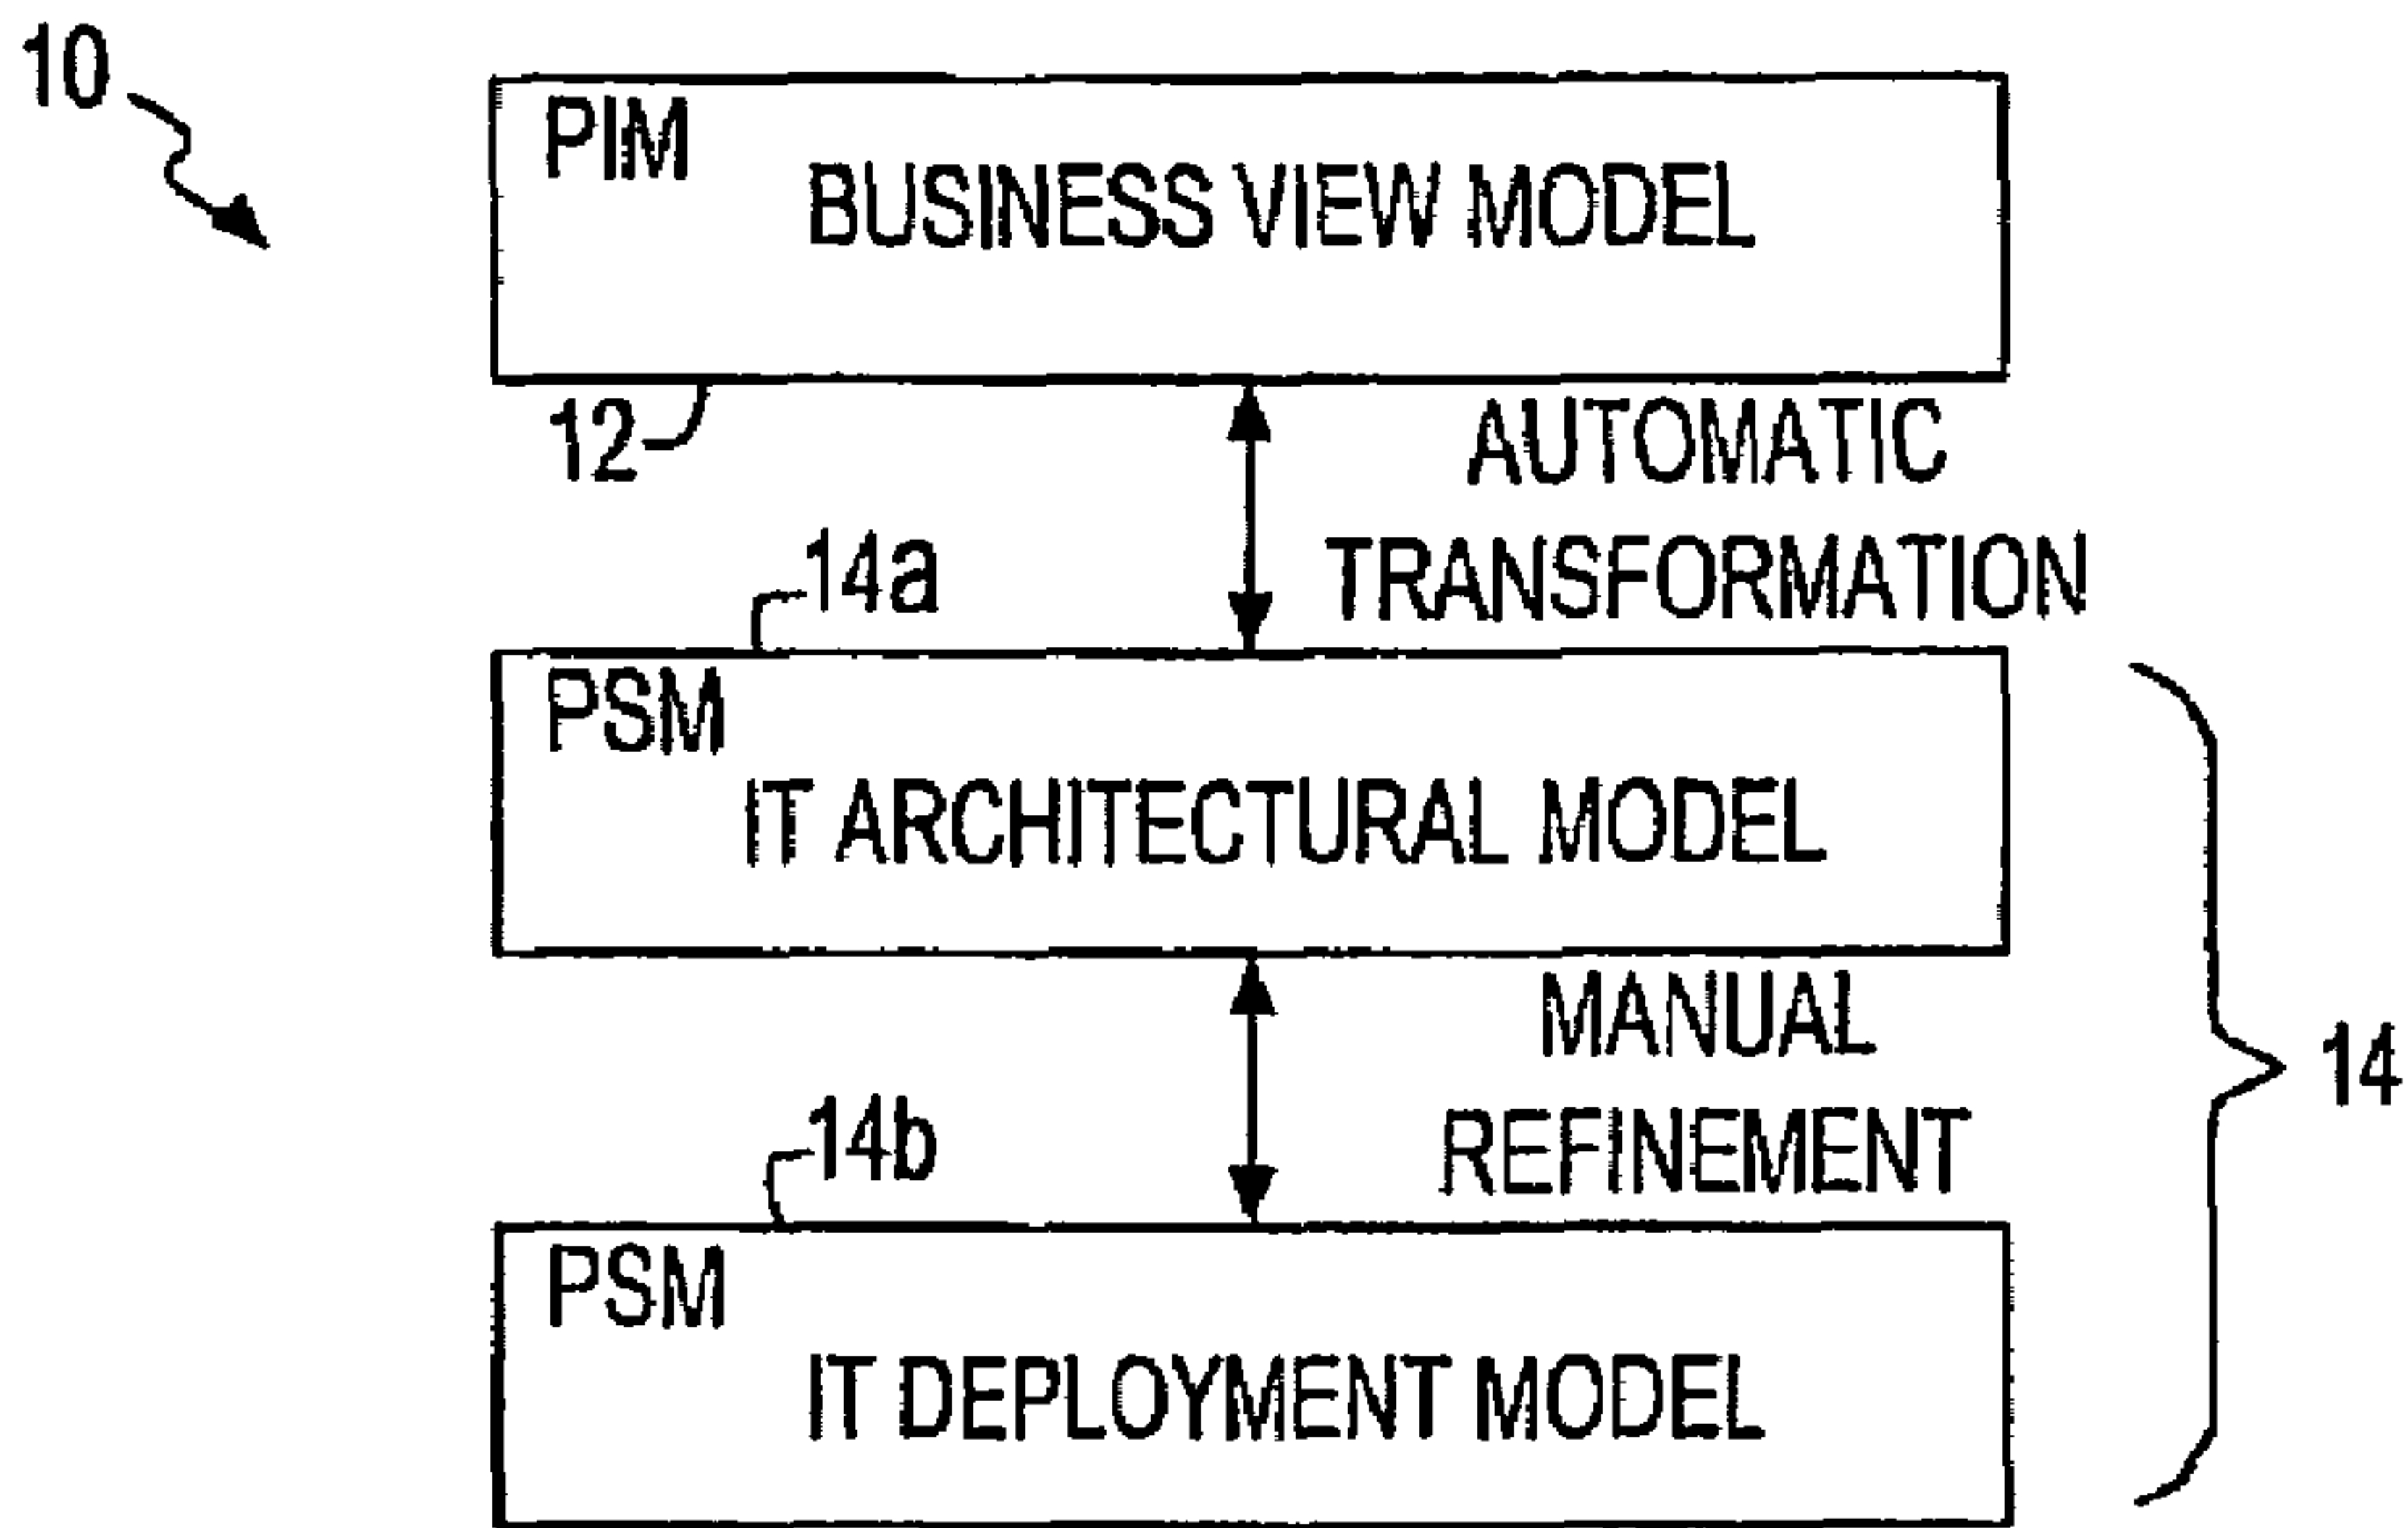 10
PIM
BUSINESS VIEW MODEL
12
AUTOMATIC
TRANSFORMATION
14a
PSM
IT ARCHITECTURAL MODEL
MANUAL
REFINEMENT
14
14b
PSM
IT DEPLOYMENT MODEL